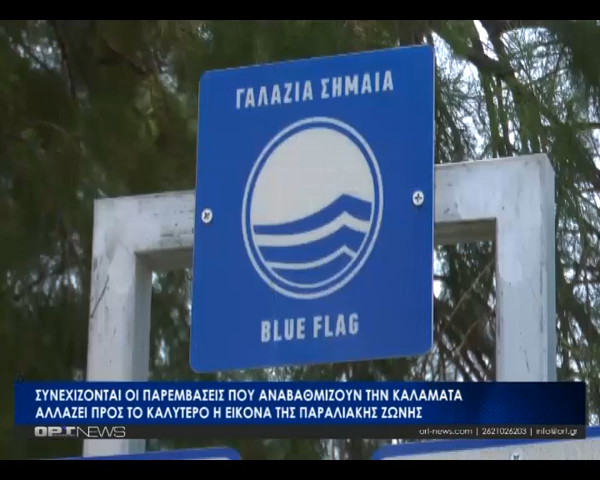 ΓΑΛΑΖΙΑ ΣΗΜΑΙΑ
BLUE FLAG
ΣΥΝΕΧΙΖΟΝΤΑΙ ΟΙ ΠΑΡΕΜΒΑΣΕΙΣ ΠΟΥ ΑΝΑΒΑΘΜΙΖΟΥΝ ΤΗΝ ΚΑΛΑΜΑΤΑ
ΑΛΛΑΖΕΙ ΠΡΟΣ ΤΟ ΚΑΛΥΤΕΡΟ Η ΕΙΚΟΝΑ ΤΗΣ ΠΑΡΑΛΙΑΚΗΣ ΖΩΝΗΣ
ORT NEWS
ort-news.com | 2621026203 | info@ort.gr